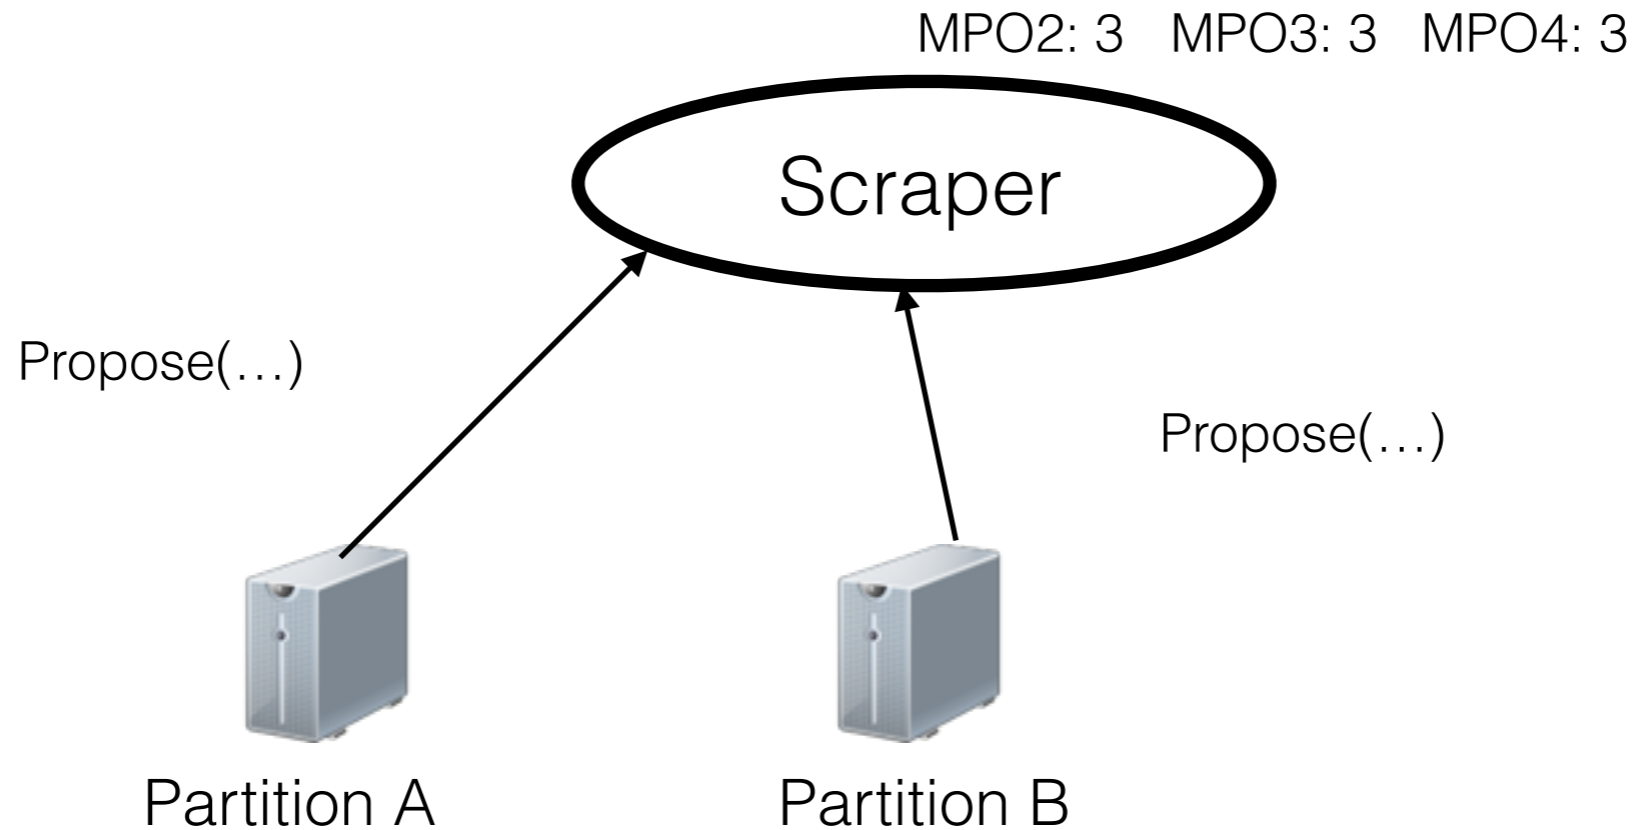 MPO2: 3 MPO3: 3 MPO4: 3
Scraper
Propose(…)
Propose(…)
Partition A
Partition B